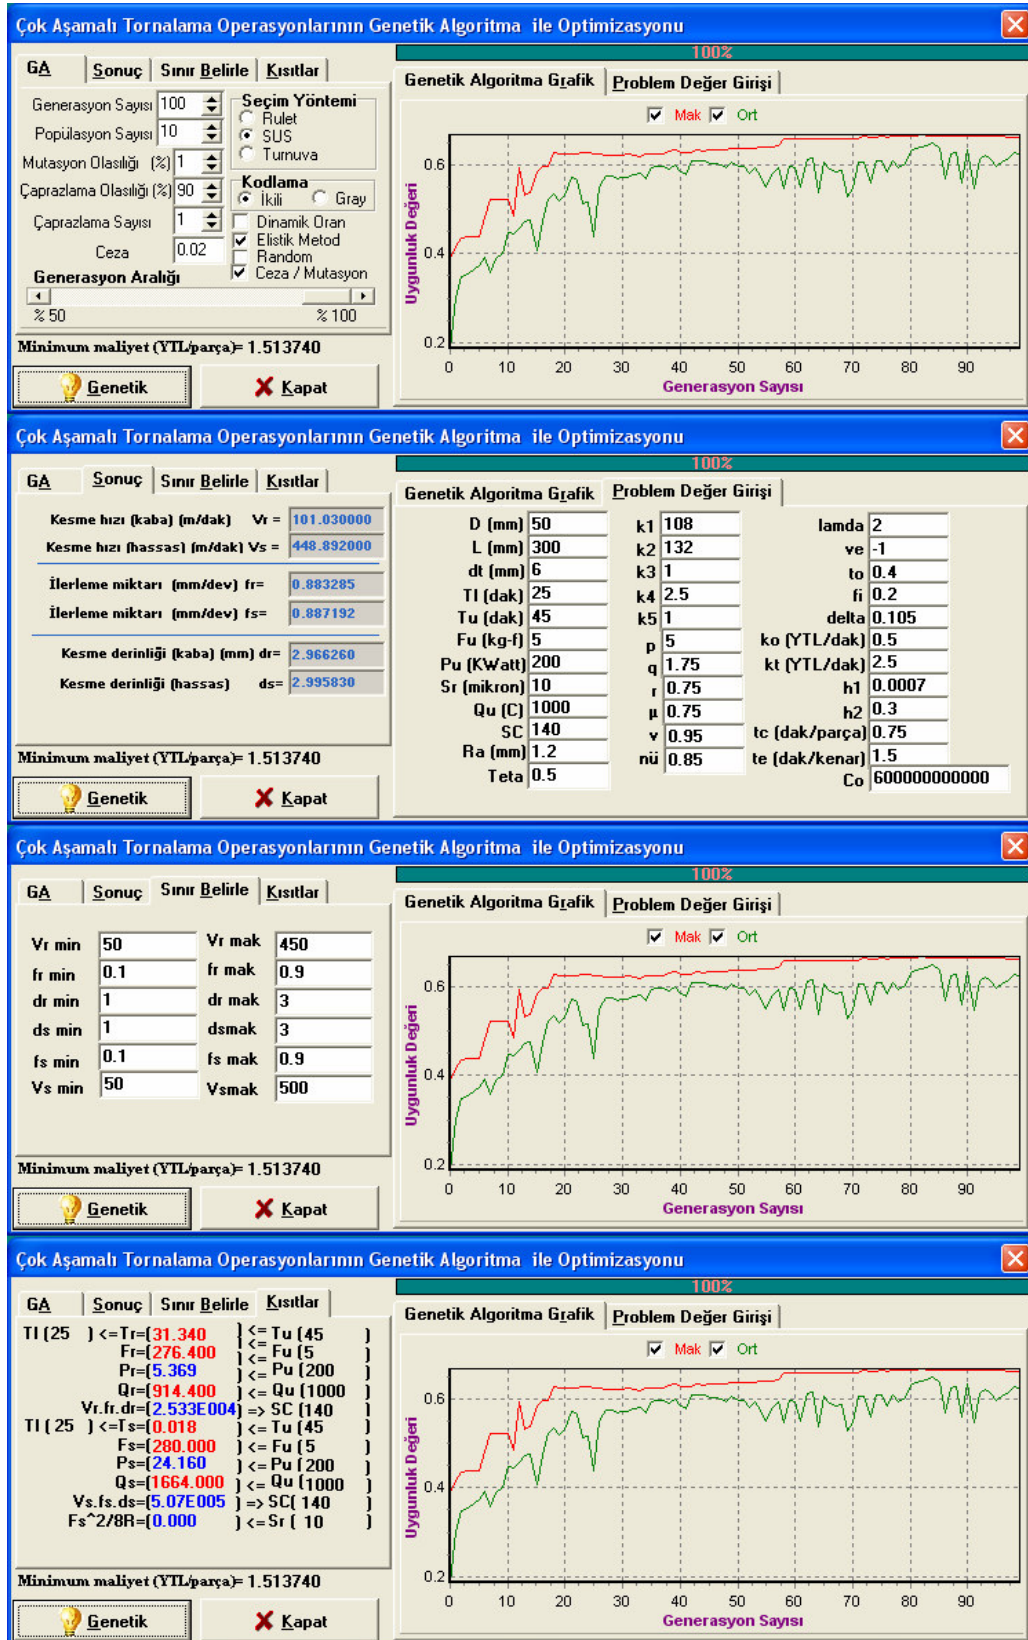 Çok Aşamalı Tornalama Operasyonlarının Genetik Algoritma ile Optimizasyonu
100%
GA Sonuç Sınır Belirle Kısıtlar
Generasyon Sayısı 100
Popülasyon Sayısı 10
Mutasyon Olasılığı (%) 1
Çaprazlama Olasılığı (%) 90
Çaprazlama Sayısı 1
Ceza 0.02
Seçim Yöntemi
Rulet
SUS
Turnuva
Kodlama
İkili Gray
Dinamik Oran
Elistik Metod
Random
Ceza / Mutasyon
Generasyon Aralığı
% 50 % 100
Minimum maliyet (YTL/parça)= 1.513740
Genetik Kapat
Genetik Algoritma Grafik Problem Değer Girişi
Mak Ort
Uygunluk Değeri
0.6
0.4
0.2
0 10 20 30 40 50 60 70 80 90
Generasyon Sayısı
Çok Aşamalı Tornalama Operasyonlarının Genetik Algoritma ile Optimizasyonu
100%
GA Sonuç Sınır Belirle Kısıtlar
Kesme hızı (kaba) (m/dak) Vr = 101.030000
Kesme hızı (hassas) (m/dak) Vs = 448.892000
İlerleme miktarı (mm/dev) fr= 0.883285
İlerleme miktarı (mm/dev) fs= 0.887192
Kesme derinliği (kaba) (mm) dr= 2.966260
Kesme derinliği (hassas) ds= 2.995830
Minimum maliyet (YTL/parça)= 1.513740
Genetik Kapat
Genetik Algoritma Grafik Problem Değer Girişi
D (mm) 50
L (mm) 300
dt (mm) 6
Tl (dak) 25
Tu (dak) 45
Fu (kg-f) 5
Pu (KWatt) 200
Sr (mikron) 10
Qu (C) 1000
SC 140
Ra (mm) 1.2
Teta 0.5
k1 108
k2 132
k3 1
k4 2.5
k5 1
p 5
q 1.75
r 0.75
µ 0.75
v 0.95
nü 0.85
lamda 2
ve -1
to 0.4
fi 0.2
delta 0.105
ko (YTL/dak) 0.5
kt (YTL/dak) 2.5
h1 0.0007
h2 0.3
tc (dak/parça) 0.75
te (dak/kenar) 1.5
Co 600000000000
Çok Aşamalı Tornalama Operasyonlarının Genetik Algoritma ile Optimizasyonu
100%
GA Sonuç Sınır Belirle Kısıtlar
Vr min 50 Vr mak 450
fr min 0.1 fr mak 0.9
dr min 1 dr mak 3
ds min 1 dsmak 3
fs min 0.1 fs mak 0.9
Vs min 50 Vsmak 500
Minimum maliyet (YTL/parça)= 1.513740
Genetik Kapat
Genetik Algoritma Grafik Problem Değer Girişi
Mak Ort
Uygunluk Değeri
0.6
0.4
0.2
0 10 20 30 40 50 60 70 80 90
Generasyon Sayısı
Çok Aşamalı Tornalama Operasyonlarının Genetik Algoritma ile Optimizasyonu
100%
GA Sonuç Sınır Belirle Kısıtlar
Tl (25 ) <=Tr=(31.340 ) <= Tu (45 )
Fr=(276.400 ) <= Fu (5 )
Pr=(5.369 ) <= Pu (200 )
Qr=(914.400 ) <= Qu (1000 )
Vr.fr.dr=(2.533E004) => SC (140 )
Tl (25 ) <=Ts=(0.018 ) <= Tu (45 )
Fs=(280.000 ) <= Fu (5 )
Ps=(24.160 ) <= Pu (200 )
Qs=(1664.000 ) <= Qu (1000 )
Vs.fs.ds=(5.07E005 ) => SC( 140 )
Fs^2/8R=(0.000 ) <=Sr ( 10 )
Minimum maliyet (YTL/parça)= 1.513740
Genetik Kapat
Genetik Algoritma Grafik Problem Değer Girişi
Mak Ort
Uygunluk Değeri
0.6
0.4
0.2
0 10 20 30 40 50 60 70 80 90
Generasyon Sayısı